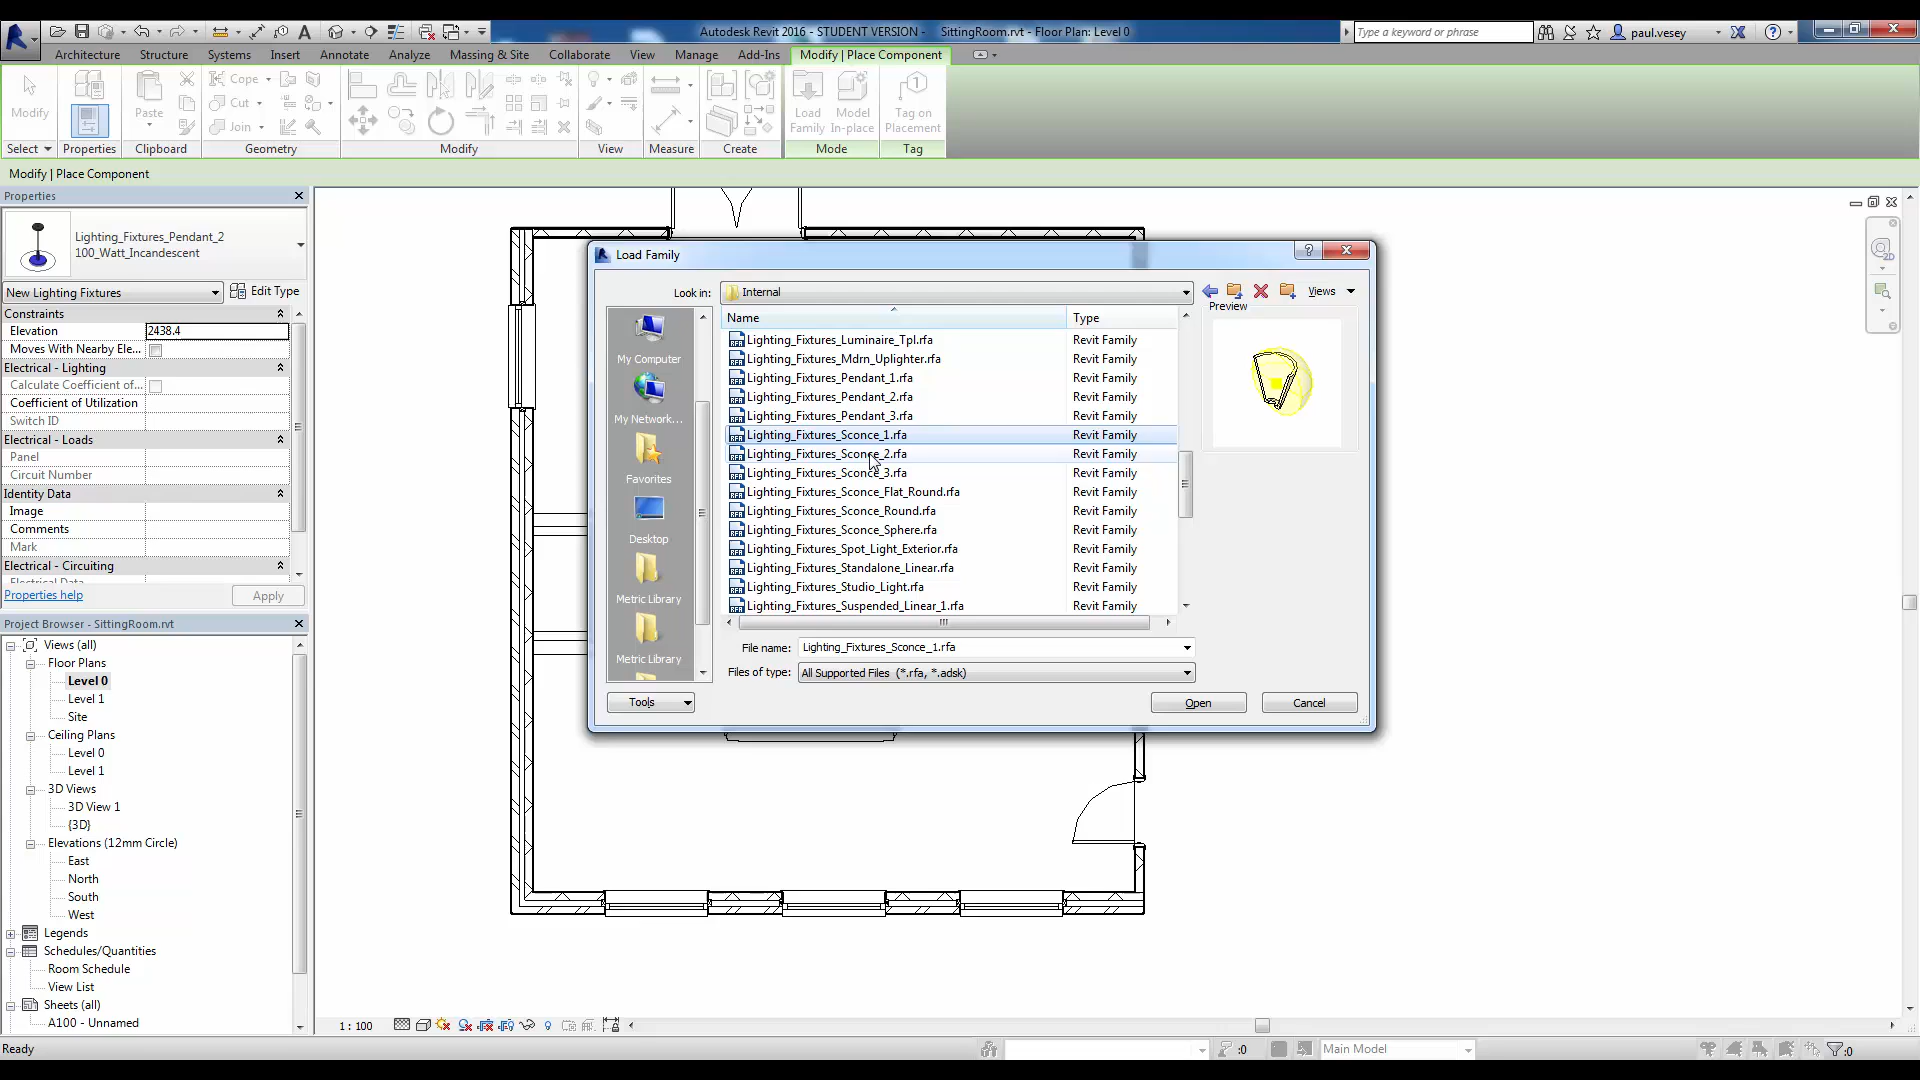 Autodesk Revit 2016 - STUDENT VERSION - SittingRoom.rvt - Floor Plan: Level 0
Type a keyword or phrase
paul.vesey
Architecture Structure Systems Insert Annotate Analyze Massing & Site Collaborate View Manage Add-Ins Modify | Place Component
Modify
Paste
Cope
Cut
Join
Load Family
Model In-place
Tag on Placement
Select Properties Clipboard Geometry Modify View Measure Create Mode Tag
Modify | Place Component
Properties
Lighting_Fixtures_Pendant_2
100_Watt_Incandescent
New Lighting Fixtures Edit Type
Constraints
Elevation 2438.4
Moves With Nearby Ele...
Electrical - Lighting
Calculate Coefficient of...
Coefficient of Utilization
Switch ID
Electrical - Loads
Panel
Circuit Number
Identity Data
Image
Comments
Mark
Electrical - Circuiting
Electrical Data
Properties help Apply
Project Browser - SittingRoom.rvt
Views (all)
Floor Plans
Level 0
Level 1
Site
Ceiling Plans
Level 0
Level 1
3D Views
3D View 1
{3D}
Elevations (12mm Circle)
East
North
South
West
Legends
Schedules/Quantities
Room Schedule
View List
Sheets (all)
A100 - Unnamed
Load Family
Look in: Internal Views
Preview
My Computer
My Network...
Favorites
Desktop
Metric Library
Metric Library
Name Type
Lighting_Fixtures_Luminaire_Tpl.rfa Revit Family
Lighting_Fixtures_Mdrn_Uplighter.rfa Revit Family
Lighting_Fixtures_Pendant_1.rfa Revit Family
Lighting_Fixtures_Pendant_2.rfa Revit Family
Lighting_Fixtures_Pendant_3.rfa Revit Family
Lighting_Fixtures_Sconce_1.rfa Revit Family
Lighting_Fixtures_Sconce_2.rfa Revit Family
Lighting_Fixtures_Sconce_3.rfa Revit Family
Lighting_Fixtures_Sconce_Flat_Round.rfa Revit Family
Lighting_Fixtures_Sconce_Round.rfa Revit Family
Lighting_Fixtures_Sconce_Sphere.rfa Revit Family
Lighting_Fixtures_Spot_Light_Exterior.rfa Revit Family
Lighting_Fixtures_Standalone_Linear.rfa Revit Family
Lighting_Fixtures_Studio_Light.rfa Revit Family
Lighting_Fixtures_Suspended_Linear_1.rfa Revit Family
File name: Lighting_Fixtures_Sconce_1.rfa
Files of type: All Supported Files (*.rfa, *.adsk)
Tools Open Cancel
1 : 100
Ready :0 Main Model :0